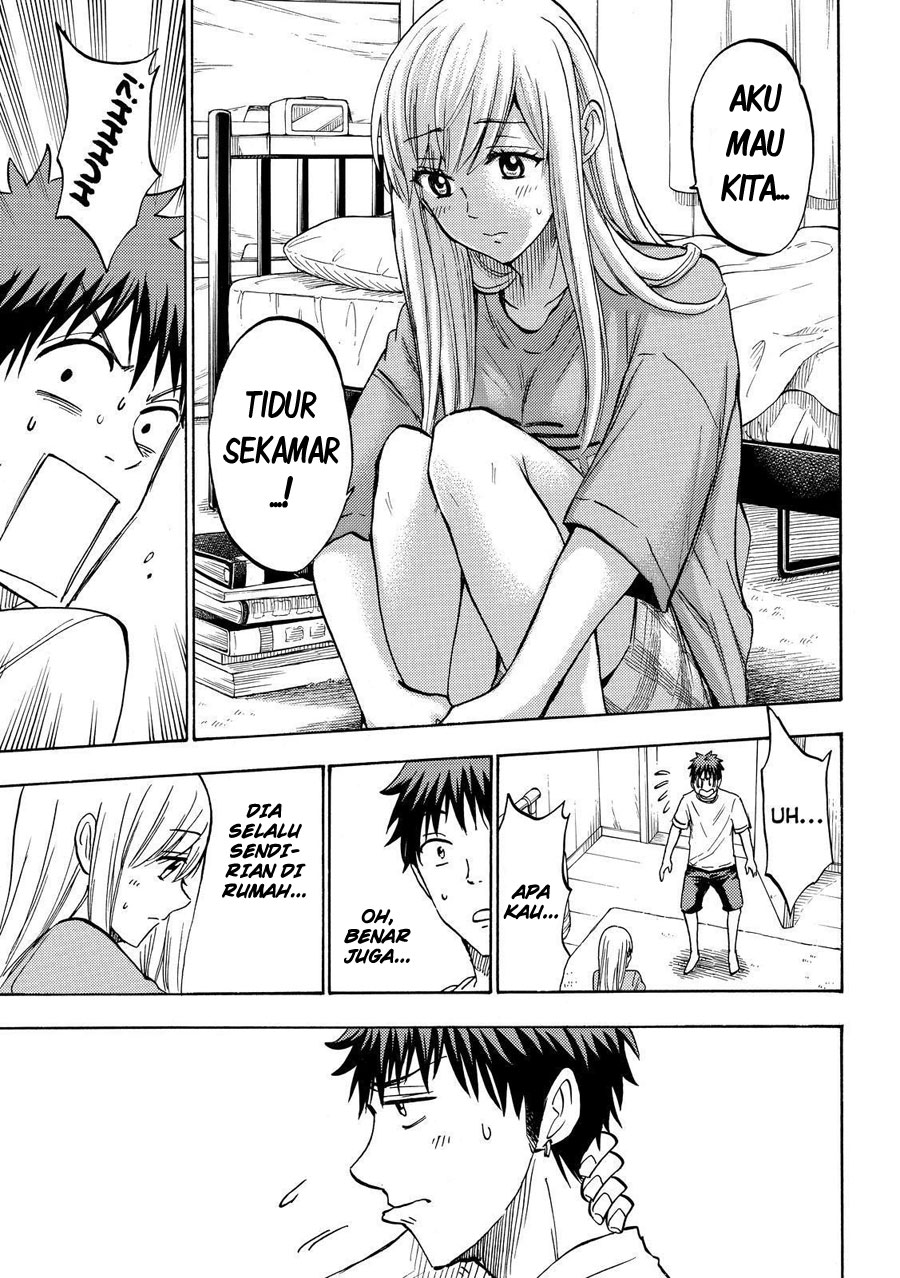 AKU
MAU
KITA...
TIDUR
SEKAMAR
...!
HUHHH?!
UH...
APA
KAU...
OH,
BENAR
JUGA...
DIA
SELALU
SENDI-
RIAN DI
RUMAH...